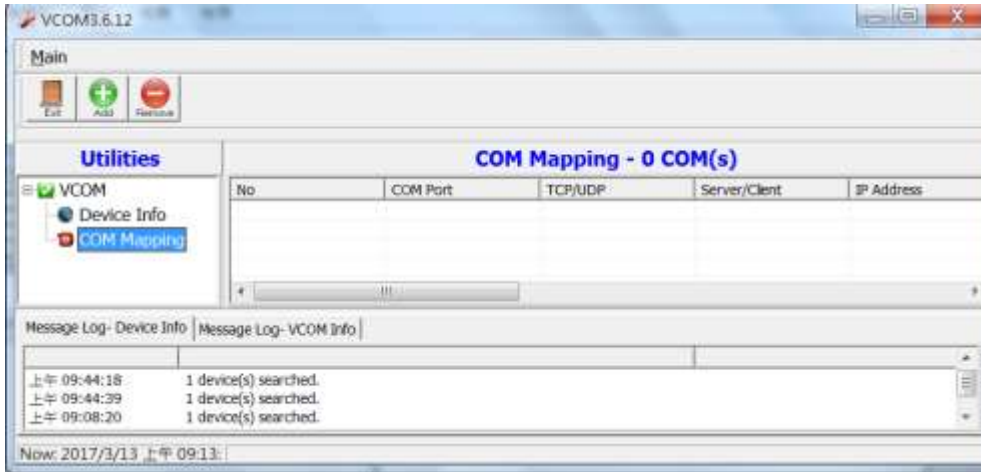 VCOM3.6.12
Main
Exit Add Remove
Utilities
COM Mapping - 0 COM(s)
VCOM
Device Info
COM Mapping
No COM Port TCP/UDP Server/Client IP Address
Message Log- Device Info Message Log- VCOM Info
上午 09:44:18 1 device(s) searched.
上午 09:44:39 1 device(s) searched.
上午 09:08:20 1 device(s) searched.
Now: 2017/3/13 上午 09:13: